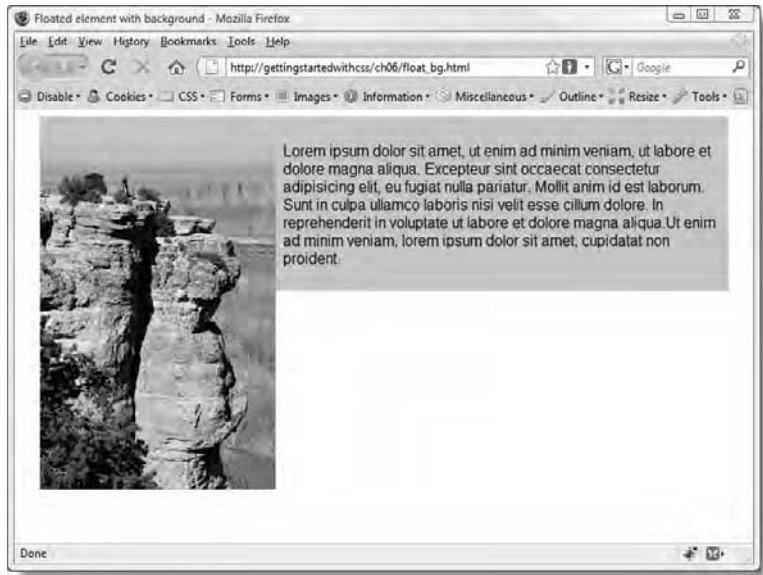 Floated element with background - Mozilla Firefox
File Edit View History Bookmarks Tools Help
http://gettingstartedwithcss/ch06/float_bg.html
Google
Disable Cookies CSS Forms Images Information Miscellaneous Outline Resize Tools
Lorem ipsum dolor sit amet, ut enim ad minim veniam, ut labore et
dolore magna aliqua. Excepteur sint occaecat consectetur
adipisicing elit, eu fugiat nulla pariatur. Mollit anim id est laborum.
Sunt in culpa ullamco laboris nisi velit esse cillum dolore. In
reprehenderit in voluptate ut labore et dolore magna aliqua.Ut enim
ad minim veniam, lorem ipsum dolor sit amet, cupidatat non
proident.
Done